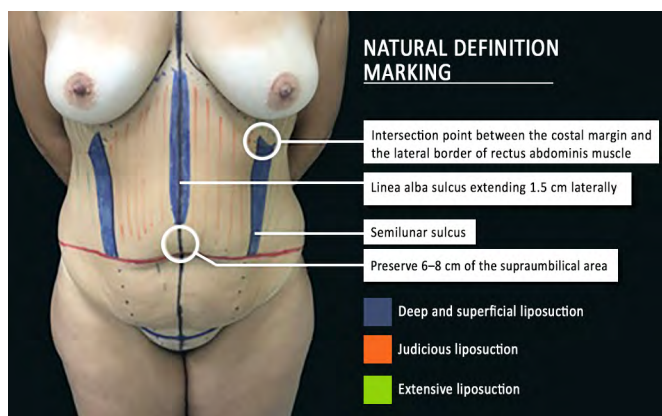 NATURAL DEFINITION
MARKING
Intersection point between the costal margin and
the lateral border of rectus abdominis muscle
Linea alba sulcus extending 1.5 cm laterally
Semilunar sulcus
Preserve 6–8 cm of the supraumbilical area
Deep and superficial liposuction
Judicious liposuction
Extensive liposuction